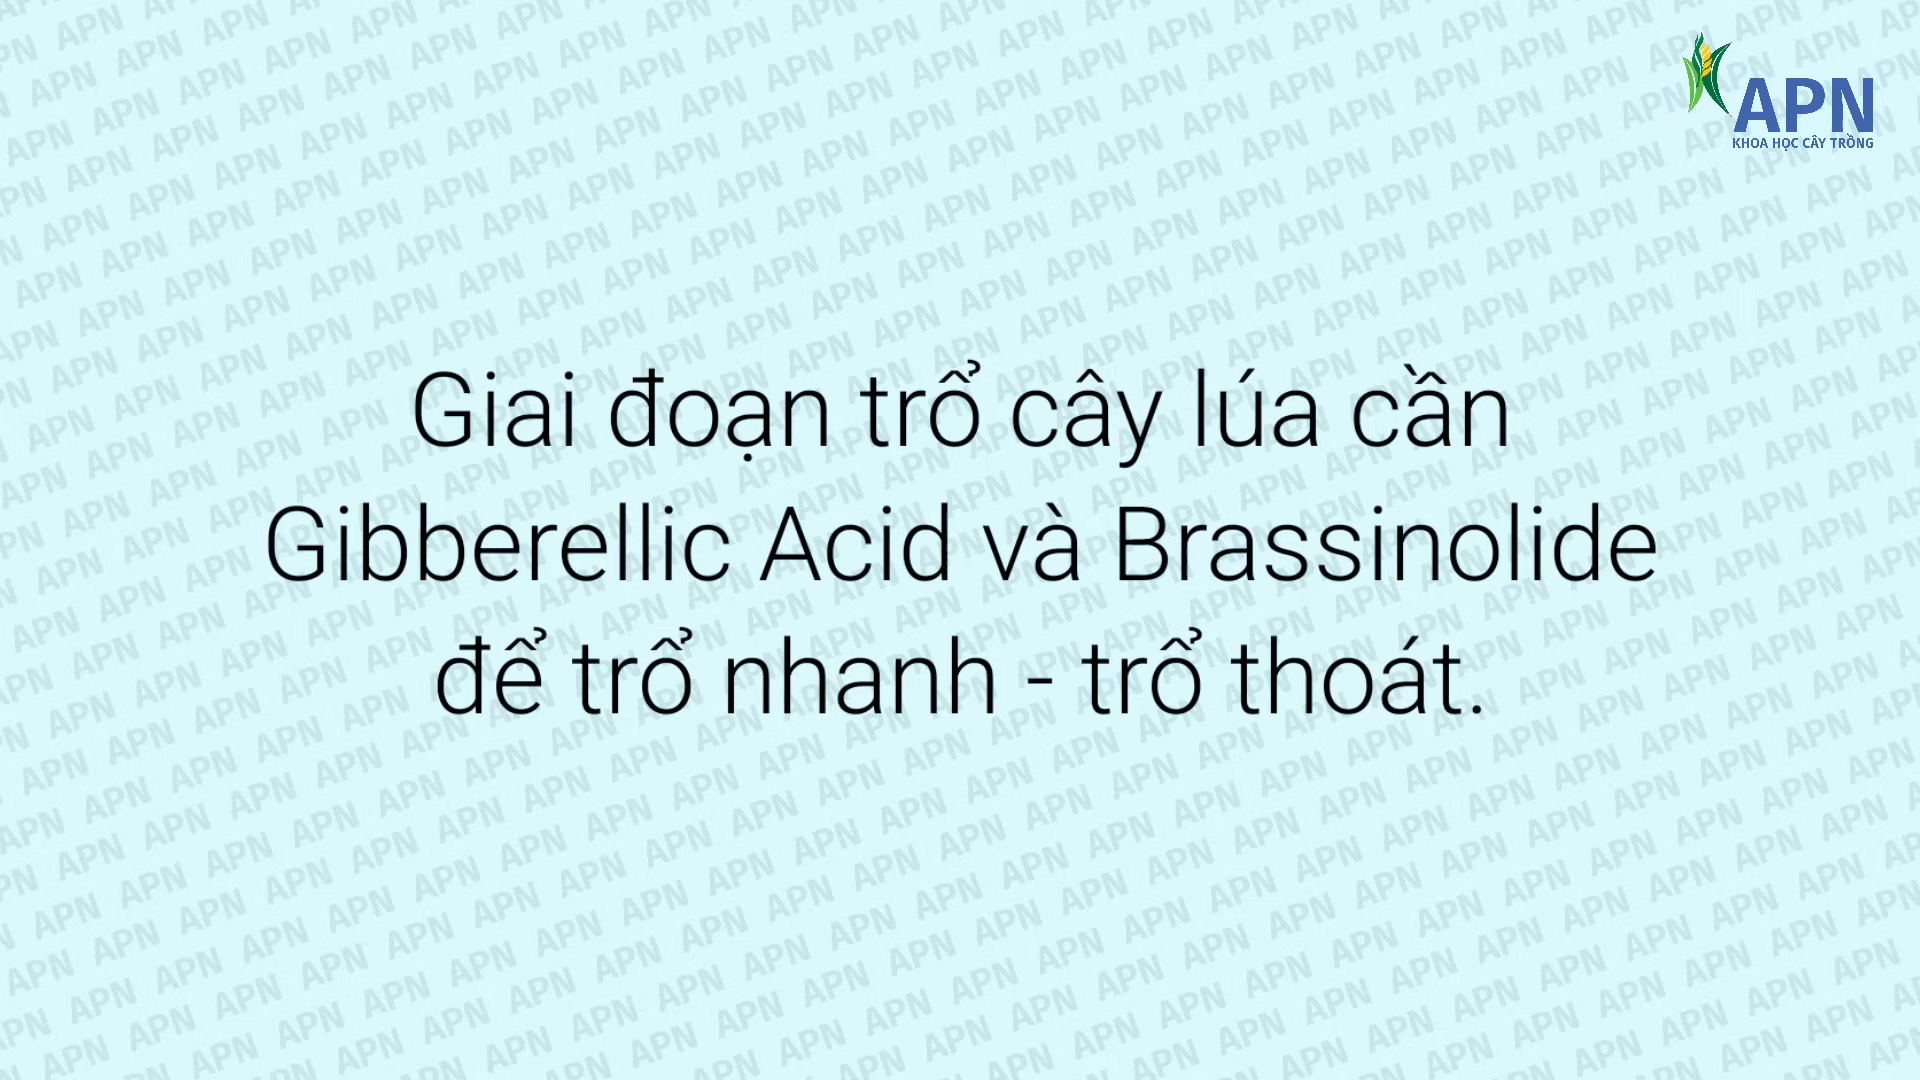 APN
KHOA HỌC CÂY TRỒNG
Giai đoạn trổ cây lúa cần
Gibberellic Acid và Brassinolide
để trổ nhanh - trổ thoát.